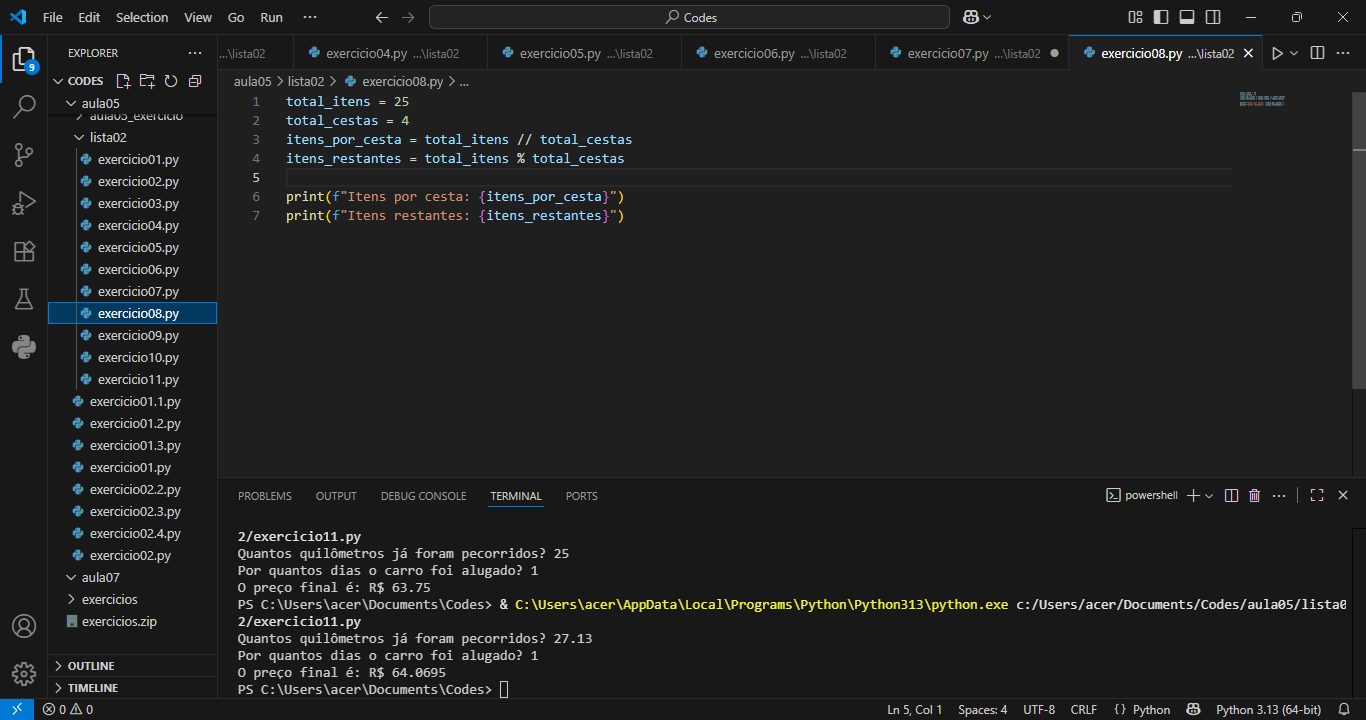 File Edit Selection View Go Run ··· Codes
EXPLORER ···
CODES
aula05
aula05_exercicio
lista02
exercicio01.py
exercicio02.py
exercicio03.py
exercicio04.py
exercicio05.py
exercicio06.py
exercicio07.py
exercicio08.py
exercicio09.py
exercicio10.py
exercicio11.py
exercicio01.1.py
exercicio01.2.py
exercicio01.3.py
exercicio01.py
exercicio02.2.py
exercicio02.3.py
exercicio02.4.py
exercicio02.py
aula07
exercicios
exercicios.zip
OUTLINE
TIMELINE
9
...\lista02 exercicio04.py ...\lista02 exercicio05.py ...\lista02 exercicio06.py ...\lista02 exercicio07.py ...\lista02 exercicio08.py ...\lista02
aula05 > lista02 > exercicio08.py > ...
1 total_itens = 25
2 total_cestas = 4
3 itens_por_cesta = total_itens // total_cestas
4 itens_restantes = total_itens % total_cestas
5
6 print(f"Itens por cesta: {itens_por_cesta}")
7 print(f"Itens restantes: {itens_restantes}")
PROBLEMS OUTPUT DEBUG CONSOLE TERMINAL PORTS powershell
2/exercicio11.py
Quantos quilômetros já foram pecorridos? 25
Por quantos dias o carro foi alugado? 1
O preço final é: R$ 63.75
PS C:\Users\acer\Documents\Codes> & C:\Users\acer\AppData\Local\Programs\Python\Python313\python.exe c:/Users/acer/Documents/Codes/aula05/lista0
2/exercicio11.py
Quantos quilômetros já foram pecorridos? 27.13
Por quantos dias o carro foi alugado? 1
O preço final é: R$ 64.0695
PS C:\Users\acer\Documents\Codes>
0 0 Ln 5, Col 1 Spaces: 4 UTF-8 CRLF {} Python Python 3.13 (64-bit)